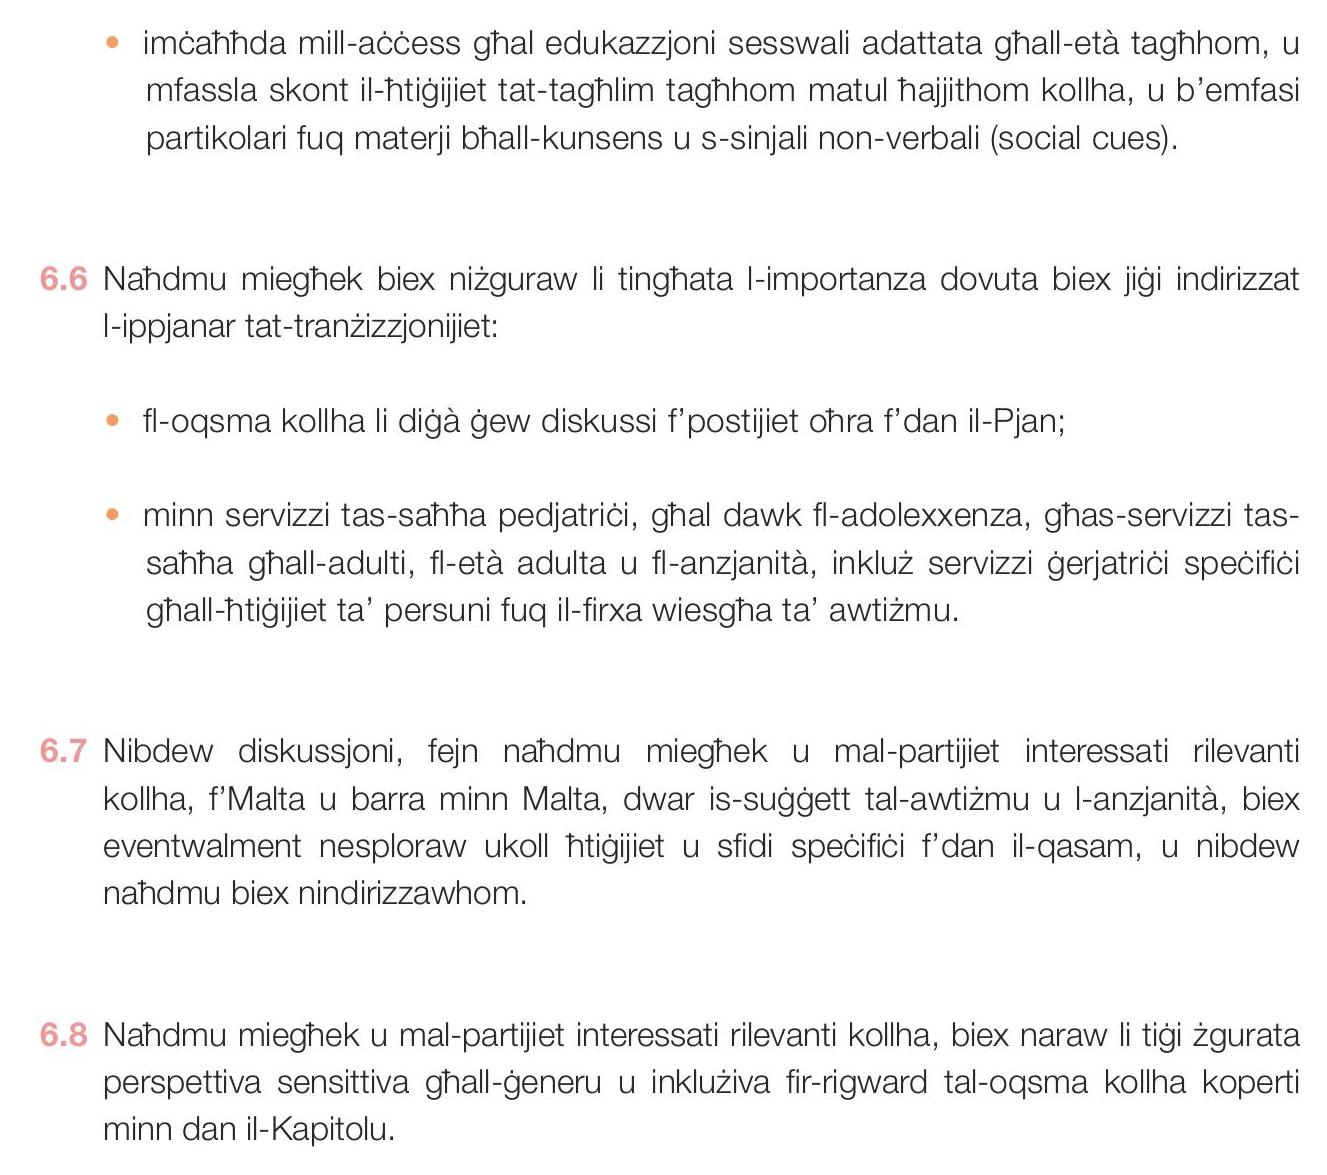 • imċaħħda mill-aċċess għal edukazzjoni sesswali adattata għall-età tagħhom, u
mfassla skont il-ħtiġijiet tat-tagħlim tagħhom matul ħajjithom kollha, u b’emfasi
partikolari fuq materji bħall-kunsens u s-sinjali non-verbali (social cues).
6.6 Naħdmu miegħek biex niżguraw li tingħata l-importanza dovuta biex jiġi indirizzat
l-ippjanar tat-tranżizzjonijiet:
• fl-oqsma kollha li diġà ġew diskussi f’postijiet oħra f’dan il-Pjan;
• minn servizzi tas-saħħa pedjatriċi, għal dawk fl-adolexxenza, għas-servizzi tas-
saħħa għall-adulti, fl-età adulta u fl-anzjanità, inkluż servizzi ġerjatriċi speċifiċi
għall-ħtiġijiet ta’ persuni fuq il-firxa wiesgħa ta’ awtiżmu.
6.7 Nibdew diskussjoni, fejn naħdmu miegħek u mal-partijiet interessati rilevanti
kollha, f’Malta u barra minn Malta, dwar is-suġġett tal-awtiżmu u l-anzjanità, biex
eventwalment nesploraw ukoll ħtiġijiet u sfidi speċifiċi f’dan il-qasam, u nibdew
naħdmu biex nindirizzawhom.
6.8 Naħdmu miegħek u mal-partijiet interessati rilevanti kollha, biex naraw li tiġi żgurata
perspettiva sensittiva għall-ġeneru u inklużiva fir-rigward tal-oqsma kollha koperti
minn dan il-Kapitolu.